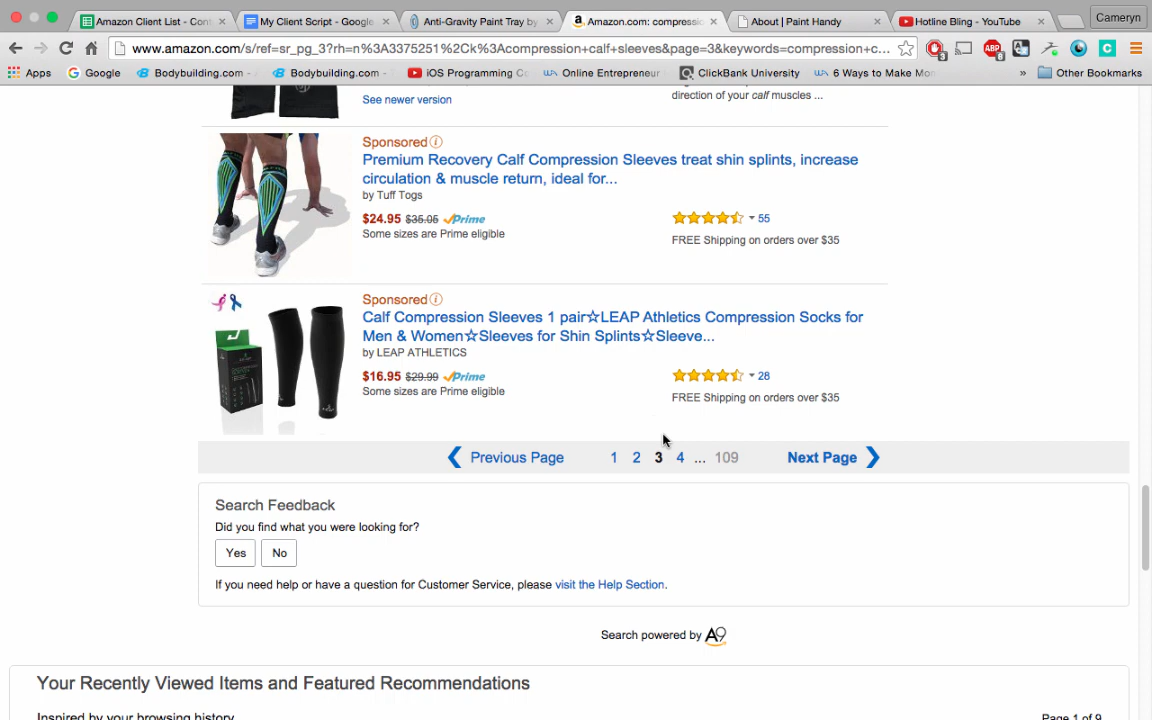 Amazon Client List - Cont
My Client Script - Google
Anti-Gravity Paint Tray by
Amazon.com: compressi
About | Paint Handy
Hotline Bling - YouTube
Cameryn
www.amazon.com/s/ref=sr_pg_3?rh=n%3A3375251%2Ck%3Acompression+calf+sleeves&page=3&keywords=compression+c...
3
ABP
6
C
Apps
Google
Bodybuilding.com -
Bodybuilding.com -
iOS Programming Co
Online Entrepreneur
ClickBank University
6 Ways to Make Mon
»
Other Bookmarks
See newer version
direction of your calf muscles ...
Sponsored
Premium Recovery Calf Compression Sleeves treat shin splints, increase
circulation & muscle return, ideal for...
by Tuff Togs
$24.95 $35.05 Prime
Some sizes are Prime eligible
55
FREE Shipping on orders over $35
Sponsored
Calf Compression Sleeves 1 pair☆LEAP Athletics Compression Socks for
Men & Women☆Sleeves for Shin Splints☆Sleeve...
by LEAP ATHLETICS
$16.95 $29.99 Prime
Some sizes are Prime eligible
28
FREE Shipping on orders over $35
Previous Page 1 2 3 4 ... 109 Next Page
Search Feedback
Did you find what you were looking for?
Yes No
If you need help or have a question for Customer Service, please visit the Help Section.
Search powered by A9
Your Recently Viewed Items and Featured Recommendations
Inspired by your browsing history
Page 1 of 9